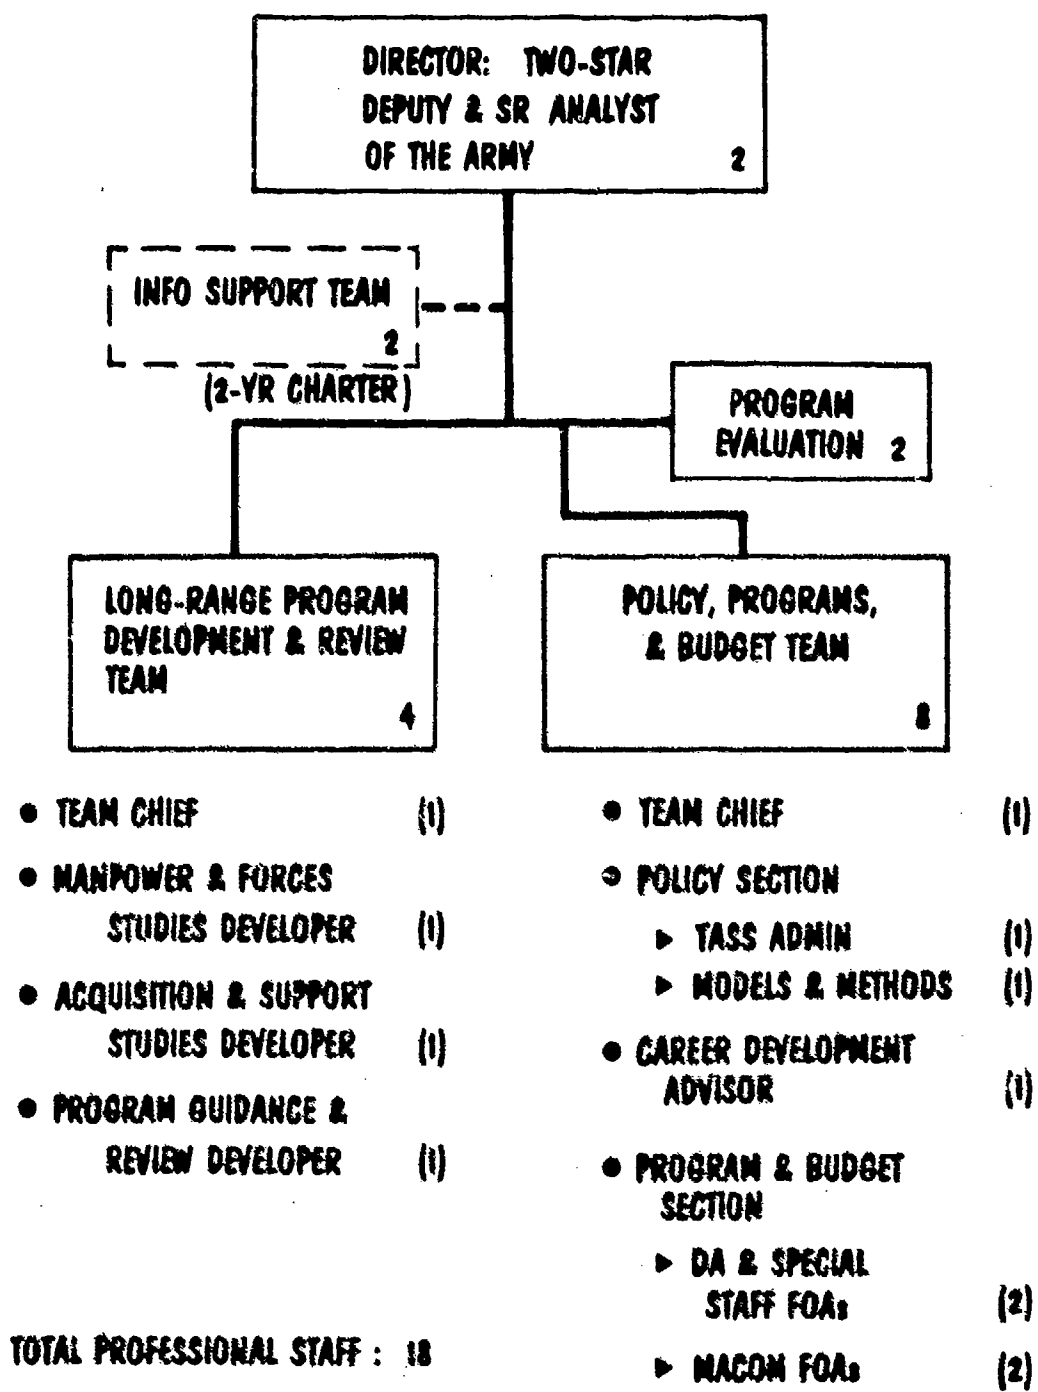 DIRECTOR: TWO-STAR
DEPUTY & SR ANALYST
OF THE ARMY 2
INFO SUPPORT TEAM
2
(2-YR CHARTER)
PROGRAM
EVALUATION 2
LONG-RANGE PROGRAM
DEVELOPMENT & REVIEW
TEAM
4
POLICY, PROGRAMS,
& BUDGET TEAM
8
● TEAM CHIEF (1)
● MANPOWER & FORCES
STUDIES DEVELOPER (1)
● ACQUISITION & SUPPORT
STUDIES DEVELOPER (1)
● PROGRAM GUIDANCE &
REVIEW DEVELOPER (1)
TOTAL PROFESSIONAL STAFF: 18
● TEAM CHIEF (1)
● POLICY SECTION
▶ TASS ADMIN (1)
▶ MODELS & METHODS (1)
● CAREER DEVELOPMENT
ADVISOR (1)
● PROGRAM & BUDGET
SECTION
▶ DA & SPECIAL
STAFF FOAs (2)
▶ MACOM FOAs (2)